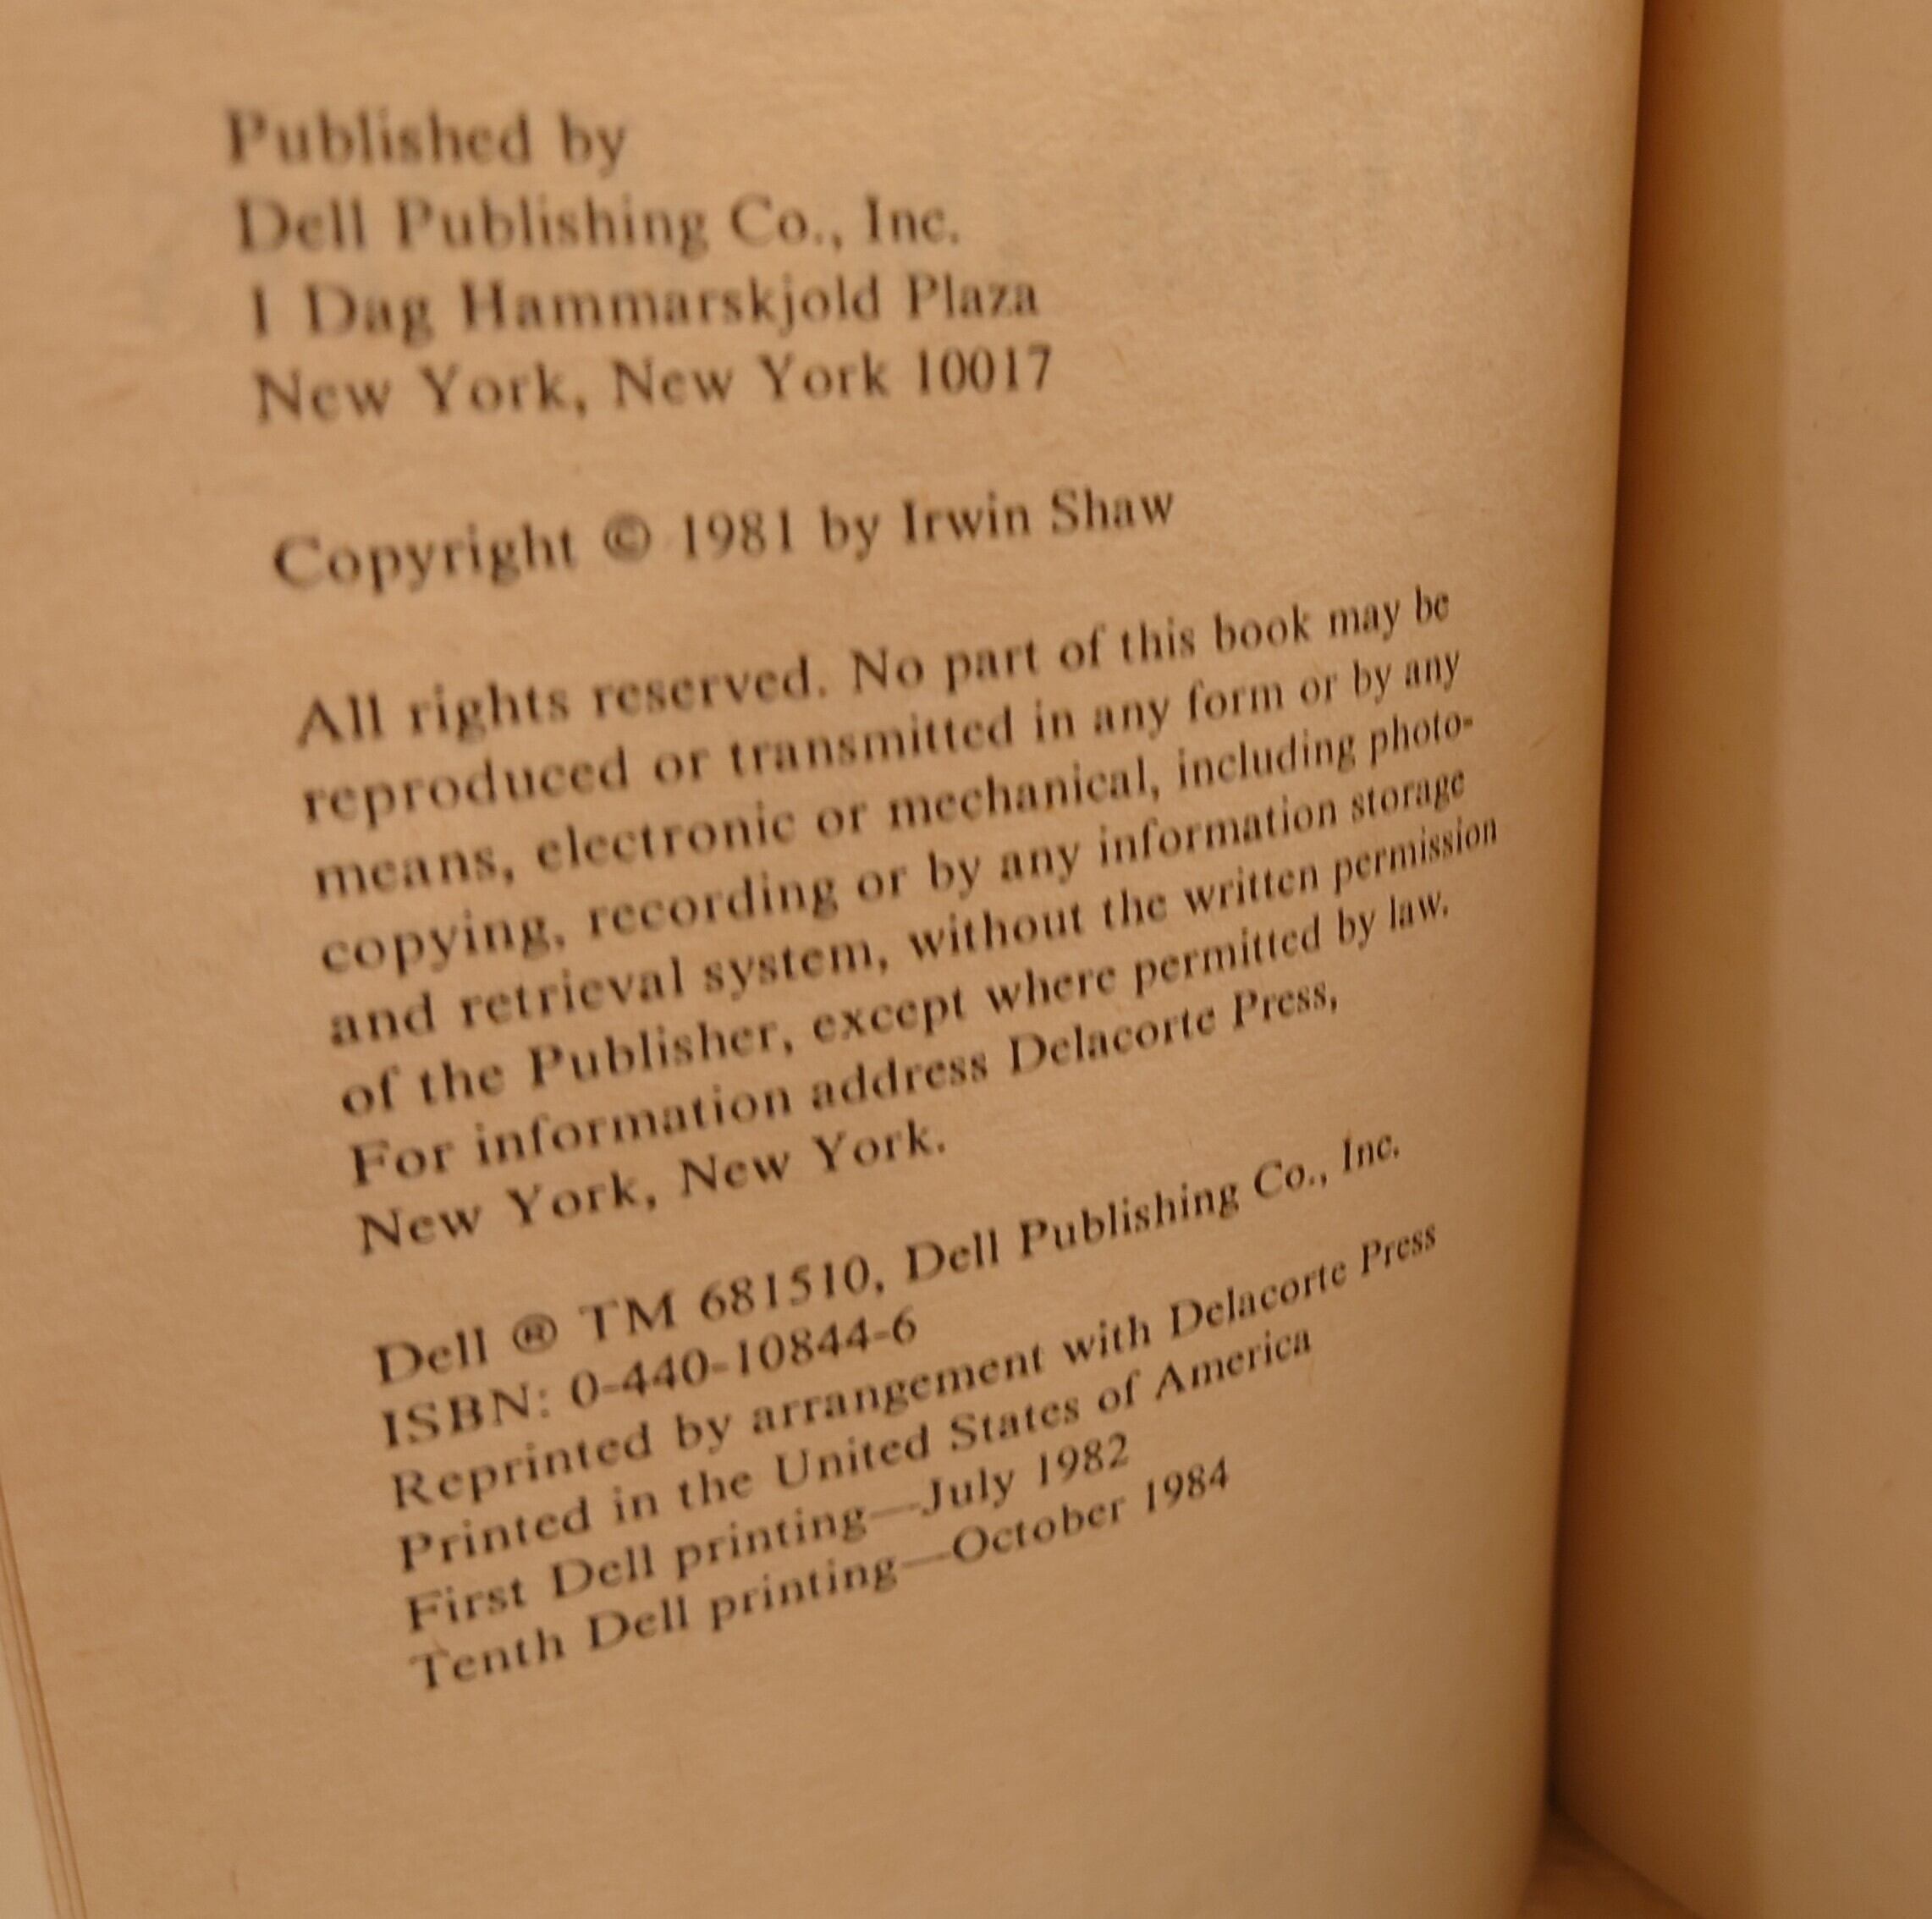 Published by
Dell Publishing Co., Inc.
1 Dag Hammarskjold Plaza
New York, New York 10017
Copyright © 1981 by Irwin Shaw
All rights reserved. No part of this book may be
reproduced or transmitted in any form or by any
means, electronic or mechanical, including photo-
copying, recording or by any information storage
and retrieval system, without the written permission
of the Publisher, except where permitted by law.
For information address Delacorte Press,
New York, New York.
Dell ® TM 681510, Dell Publishing Co., Inc.
ISBN: 0-440-10844-6
Reprinted by arrangement with Delacorte Press
Printed in the United States of America
First Dell printing—July 1982
Tenth Dell printing—October 1984